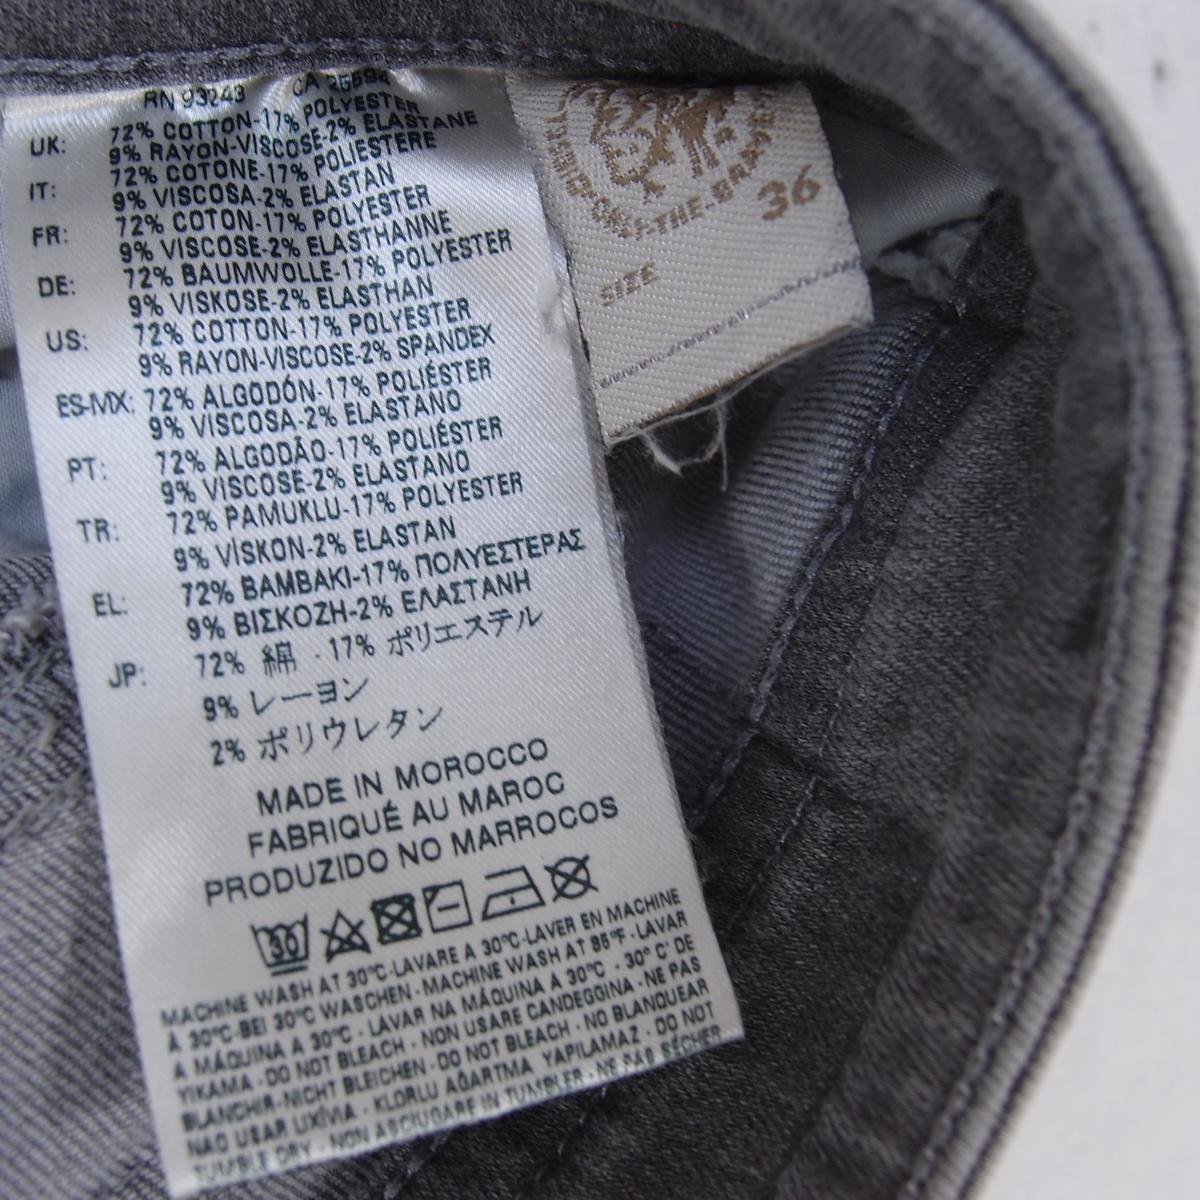 RN 93243 CA 25594
UK: 72% COTTON-17% POLYESTER
9% RAYON-VISCOSE-2% ELASTANE
IT: 72% COTONE-17% POLIESTERE
9% VISCOSA-2% ELASTAN
FR: 72% COTON-17% POLYESTER
9% VISCOSE-2% ELASTHANNE
DE: 72% BAUMWOLLE-17% POLYESTER
9% VISKOSE-2% ELASTHAN
US: 72% COTTON-17% POLYESTER
9% RAYON-VISCOSE-2% SPANDEX
ES-MX: 72% ALGODÓN-17% POLIÉSTER
9% VISCOSA-2% ELASTANO
PT: 72% ALGODÃO-17% POLIÉSTER
9% VISCOSE-2% ELASTANO
TR: 72% PAMUKLU-17% POLYESTER
9% VİSKON-2% ELASTAN
EL: 72% ΒΑΜΒΑΚΙ-17% ΠΟΛΥΕΣΤΕΡΑΣ
9% ΒΙΣΚΟΖΗ-2% ΕΛΑΣΤΑΝΗ
JP: 72% 綿 -17% ポリエステル
9% レーヨン
2% ポリウレタン
MADE IN MOROCCO
FABRIQUÉ AU MAROC
PRODUZIDO NO MARROCOS
30
MACHINE WASH AT 30°C-LAVARE A 30°C-LAVER EN MACHINE
À 30°C-BEI 30°C WASCHEN-MACHINE WASH AT 85°F-LAVAR
A MÁQUINA A 30°C - LAVAR NA MÁQUINA A 30°C - 30° C' DE
YIKAMA - DO NOT BLEACH - NON USARE CANDEGGINA - NE PAS
BLANCHIR-NICHT BLEICHEN - DO NOT BLEACH - NO BLANQUEAR
NÃO USAR LIXÍVIA - KLORLU AĞARTMA YAPILAMAZ - DO NOT
TUMBLE DRY - NON ASCIUGARE IN TUMBLER - NE PAS SÉCHER
ONLY-THE-BRAVE
SIZE 36